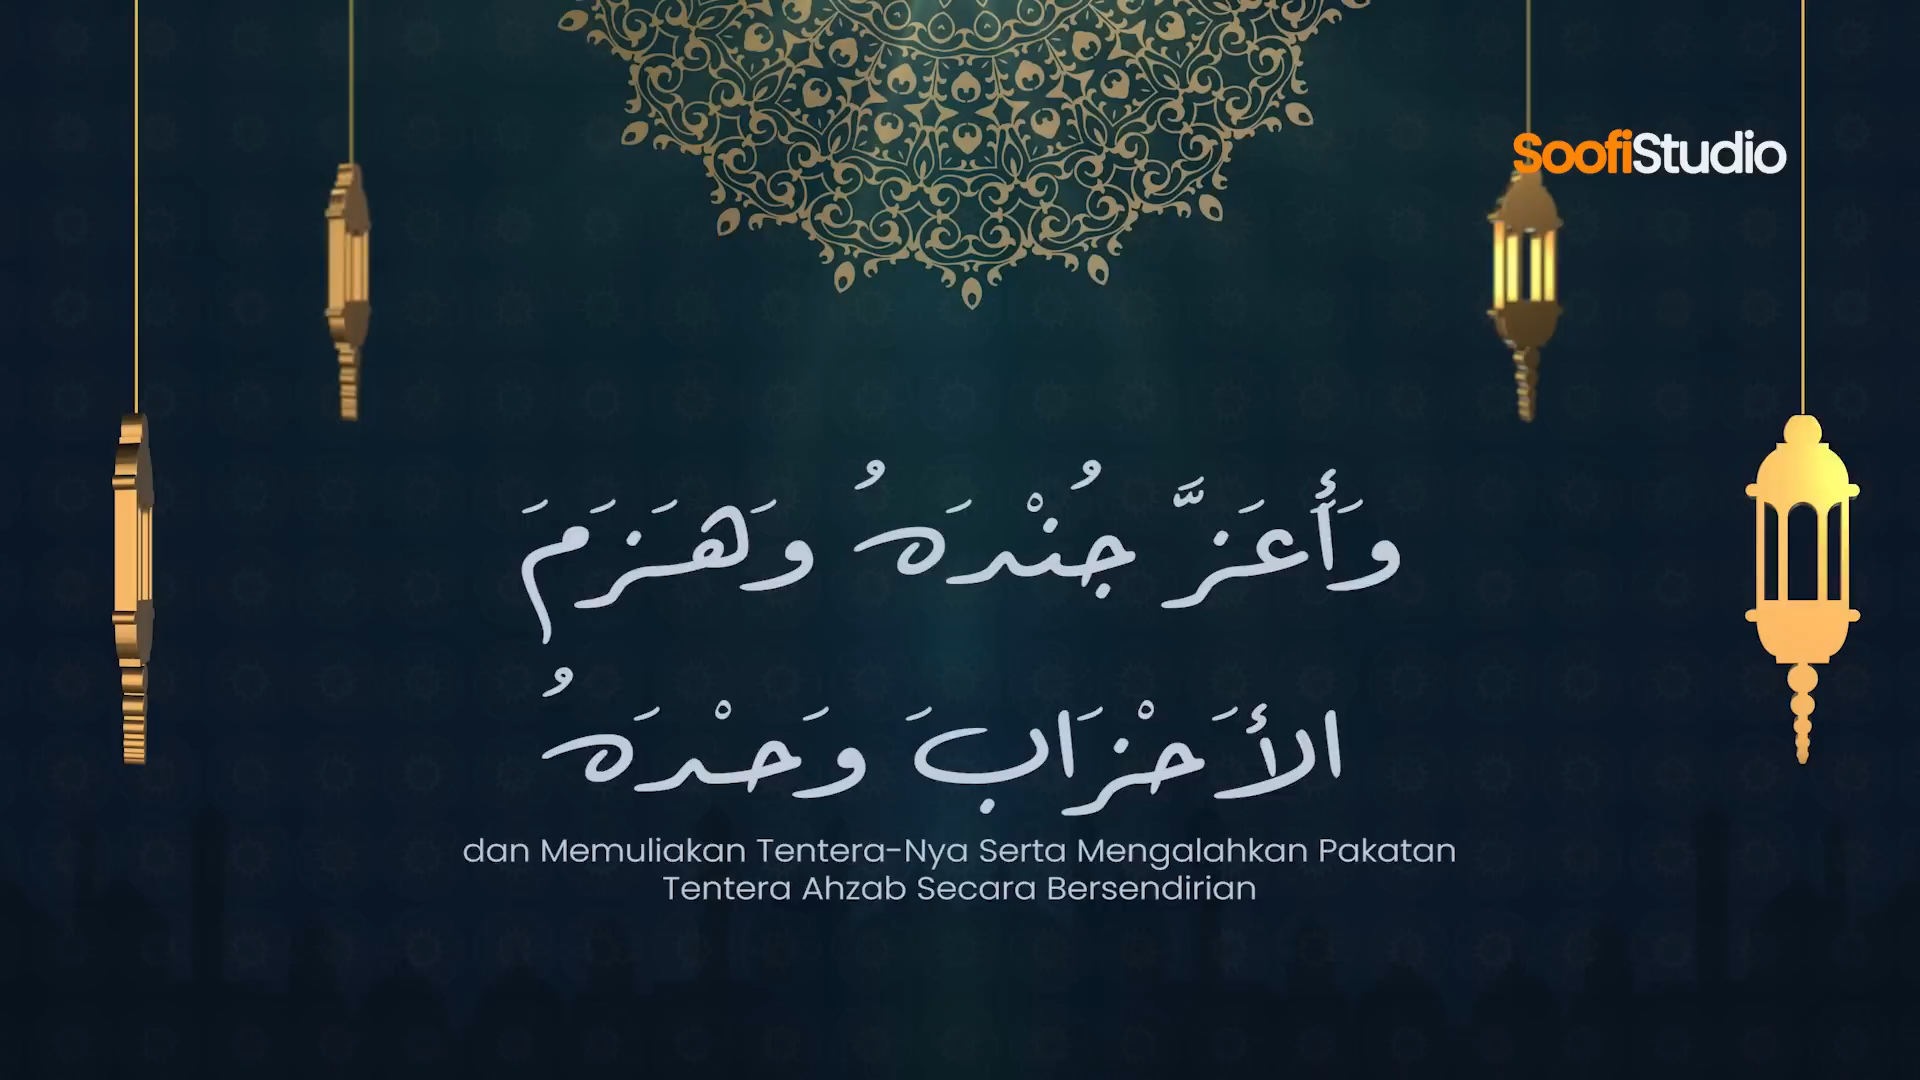 SoofiStudio
وَأَعَزَّ جُنْدَهُ وَهَزَمَ
الأَحْزَابَ وَحْدَهُ
dan Memuliakan Tentera-Nya Serta Mengalahkan Pakatan
Tentera Ahzab Secara Bersendirian